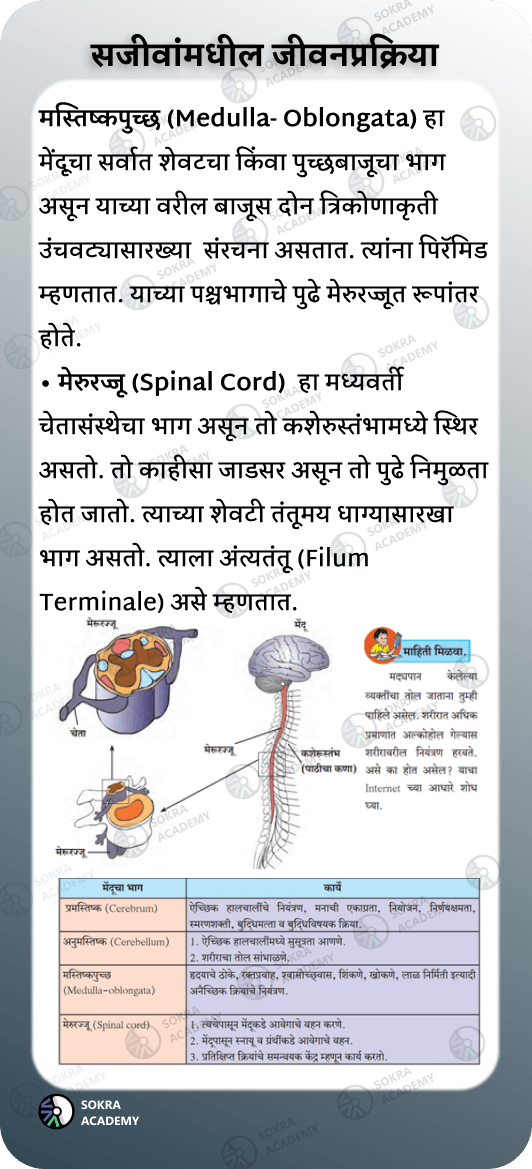 सजीवांमधील जीवनप्रक्रिया
मस्तिष्कपुच्छ (Medulla- Oblongata) हा
मेंदूचा सर्वात शेवटचा किंवा पुच्छबाजूचा भाग
असून याच्या वरील बाजूस दोन त्रिकोणाकृती
उंचवट्यासारख्या संरचना असतात. त्यांना पिरॅमिड
म्हणतात. याच्या पश्चभागाचे पुढे मेरुरज्जूत रूपांतर
होते.
• मेरुरज्जू (Spinal Cord) हा मध्यवर्ती
चेतासंस्थेचा भाग असून तो कशेरुस्तंभामध्ये स्थिर
असतो. तो काहीसा जाडसर असून तो पुढे निमुळता
होत जातो. त्याच्या शेवटी तंतूमय धाग्यासारखा
भाग असतो. त्याला अंत्यतंतू (Filum
Terminale) असे म्हणतात.
मेरूरज्जू
चेता
मेरूरज्जू
मेंदू
मेरूरज्जू
कशेरूस्तंभ
(पाठीचा कणा)
माहिती मिळवा.
मद्यपान केलेल्या
व्यक्तींचा तोल जाताना तुम्ही
पाहिले असेल. शरीरात अधिक
प्रमाणात अल्कोहोल गेल्यास
शरीरावरील नियंत्रण हरवते.
असे का होत असेल? याचा
Internet च्या आधारे शोध
घ्या.
मेंदूचा भाग कार्ये
प्रमस्तिष्क (Cerebrum) ऐच्छिक हालचालींचे नियंत्रण, मनाची एकाग्रता, नियोजन, निर्णयक्षमता,
स्मरणशक्ती, बुद्धिमत्ता व बुद्धिविषयक क्रिया.
अनुमस्तिष्क (Cerebellum) 1. ऐच्छिक हालचालींमध्ये सुसूत्रता आणणे.
2. शरीराचा तोल सांभाळणे.
मस्तिष्कपुच्छ हृदयाचे ठोके, रक्तप्रवाह, श्वासोच्छ्वास, शिंकणे, खोकणे, लाळ निर्मिती इत्यादी
(Medulla-oblongata) अनैच्छिक क्रियांचे नियंत्रण.
मेरुरज्जू (Spinal cord) 1. त्वचेपासून मेंदूकडे आवेगाचे वहन करणे.
2. मेंदूपासून स्नायू व ग्रंथींकडे आवेगाचे वहन.
3. प्रतिक्षिप्त क्रियांचे समन्वयक केंद्र म्हणून कार्य करतो.
SOKRA
ACADEMY